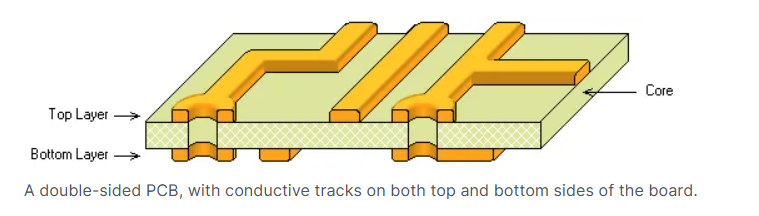 Core
Top Layer
Bottom Layer
A double-sided PCB, with conductive tracks on both top and bottom sides of the board.